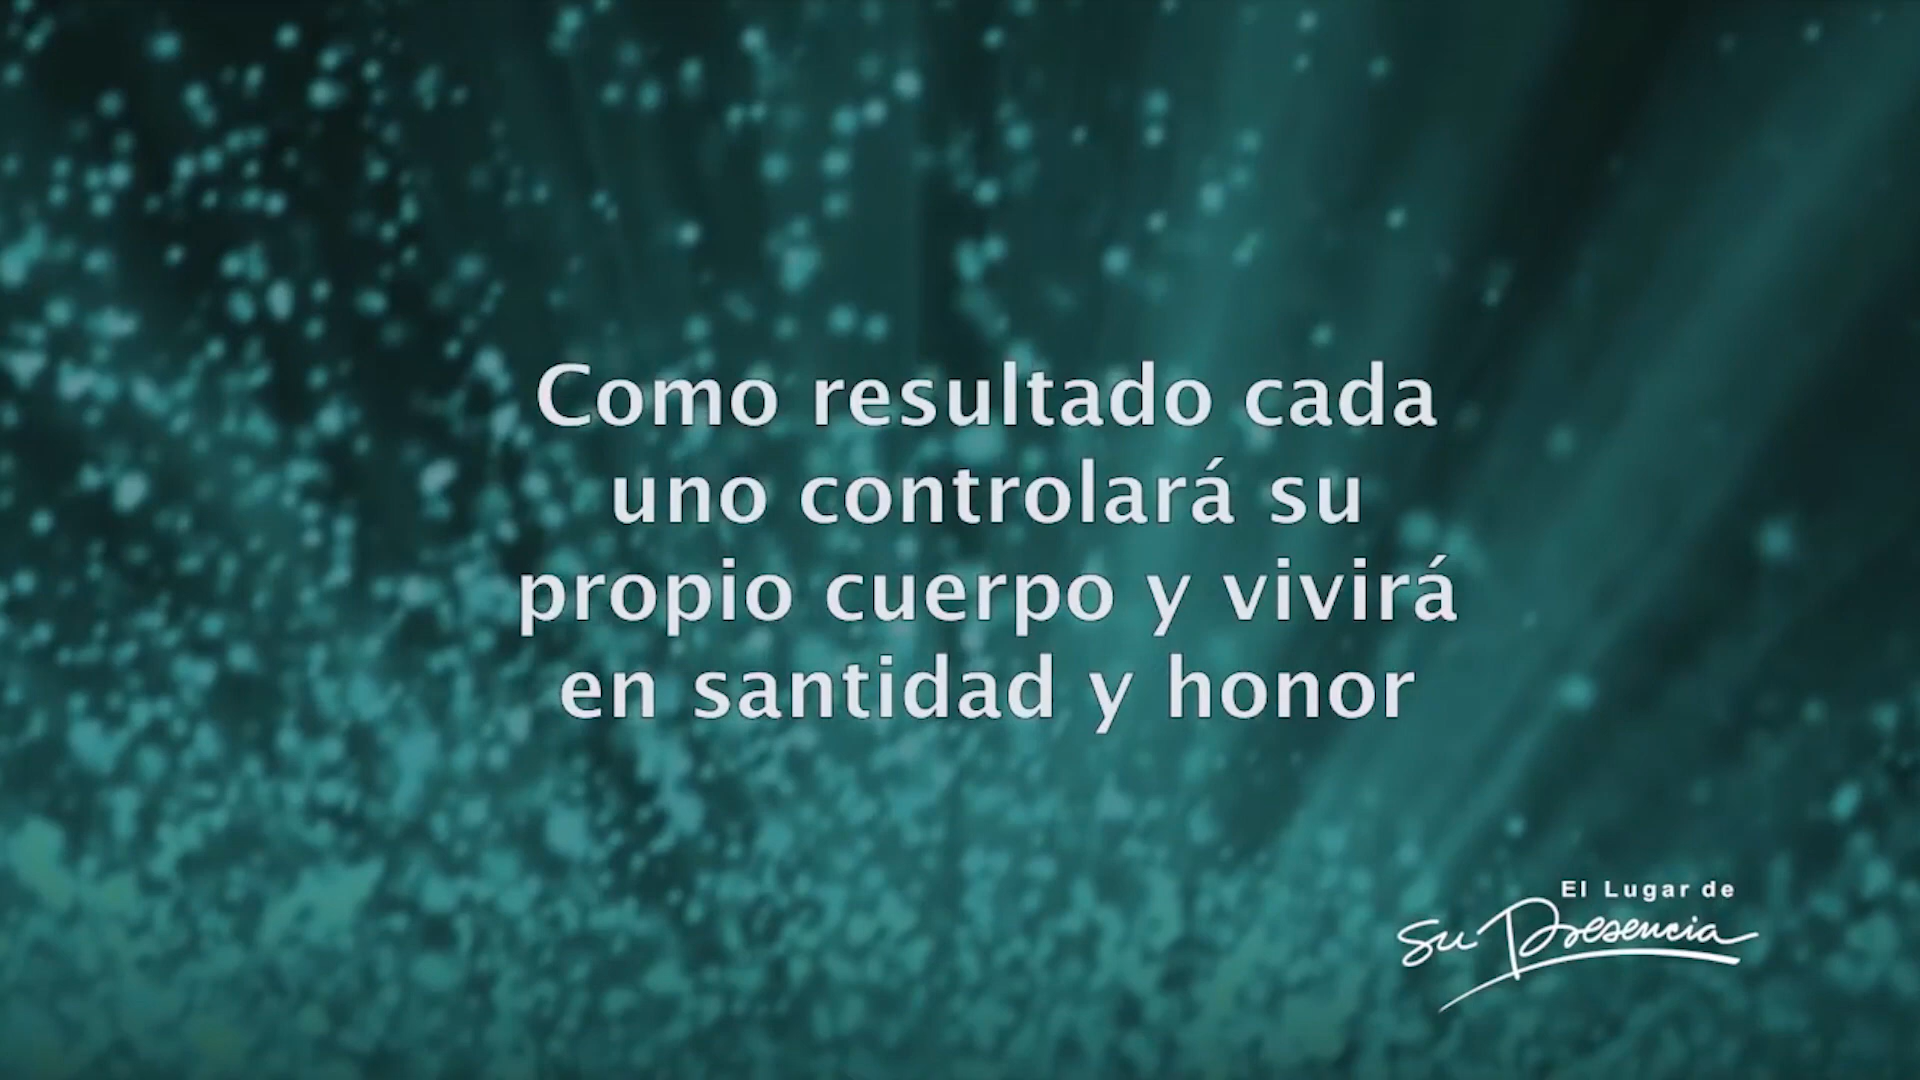 Como resultado cada
uno controlará su
propio cuerpo y vivirá
en santidad y honor
El Lugar de
Su Presencia